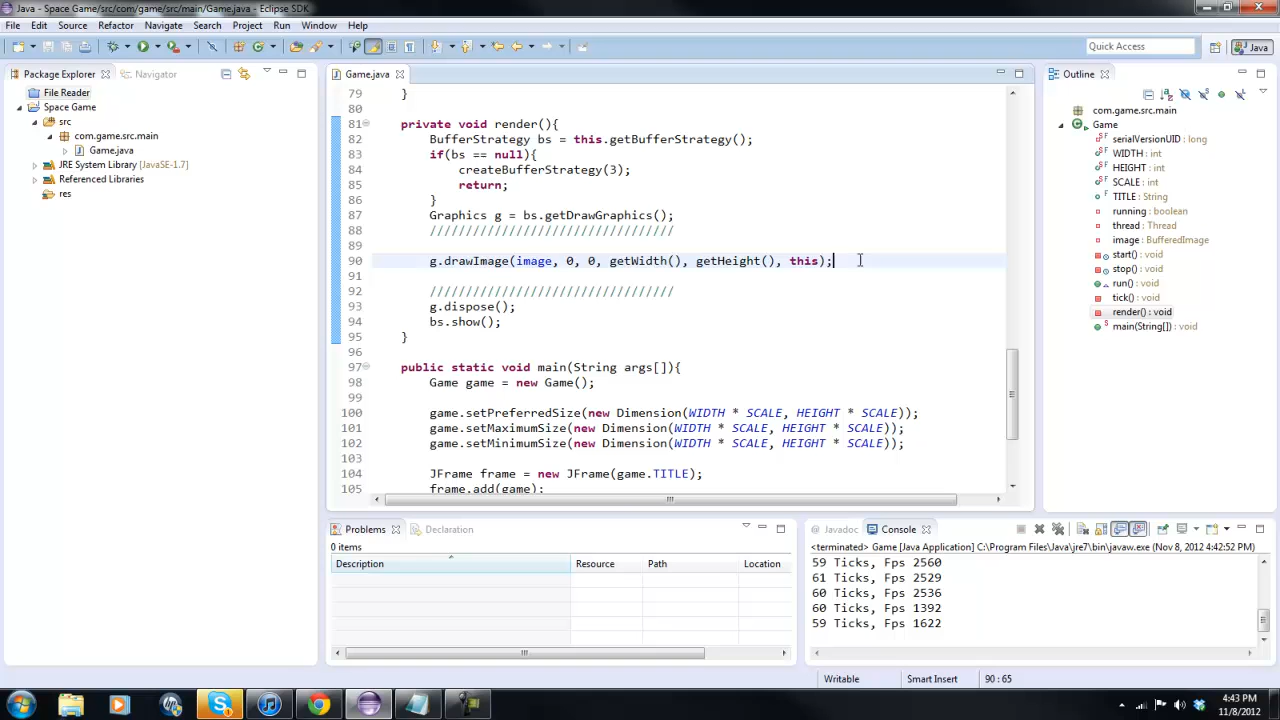 Java - Space Game/src/com/game/src/main/Game.java - Eclipse SDK
File Edit Source Refactor Navigate Search Project Run Window Help
Quick Access
Java
Package Explorer
Navigator
File Reader
Space Game
src
com.game.src.main
Game.java
JRE System Library [JavaSE-1.7]
Referenced Libraries
res
Game.java
79 }
80
81 private void render(){
82 BufferStrategy bs = this.getBufferStrategy();
83 if(bs == null){
84 createBufferStrategy(3);
85 return;
86 }
87 Graphics g = bs.getDrawGraphics();
88 //////////////////////////////////
89
90 g.drawImage(image, 0, 0, getWidth(), getHeight(), this);
91
92 //////////////////////////////////
93 g.dispose();
94 bs.show();
95 }
96
97 public static void main(String args[]){
98 Game game = new Game();
99
100 game.setPreferredSize(new Dimension(WIDTH * SCALE, HEIGHT * SCALE));
101 game.setMaximumSize(new Dimension(WIDTH * SCALE, HEIGHT * SCALE));
102 game.setMinimumSize(new Dimension(WIDTH * SCALE, HEIGHT * SCALE));
103
104 JFrame frame = new JFrame(game.TITLE);
105 frame.add(game);
Outline
com.game.src.main
Game
serialVersionUID : long
WIDTH : int
HEIGHT : int
SCALE : int
TITLE : String
running : boolean
thread : Thread
image : BufferedImage
start() : void
stop() : void
run() : void
tick() : void
render() : void
main(String[]) : void
Problems
Declaration
0 items
Description Resource Path Location
Javadoc
Console
<terminated> Game [Java Application] C:\Program Files\Java\jre7\bin\javaw.exe (Nov 8, 2012 4:42:52 PM)
59 Ticks, Fps 2560
61 Ticks, Fps 2529
60 Ticks, Fps 2536
60 Ticks, Fps 1392
59 Ticks, Fps 1622
Writable Smart Insert 90 : 65
4:43 PM
11/8/2012